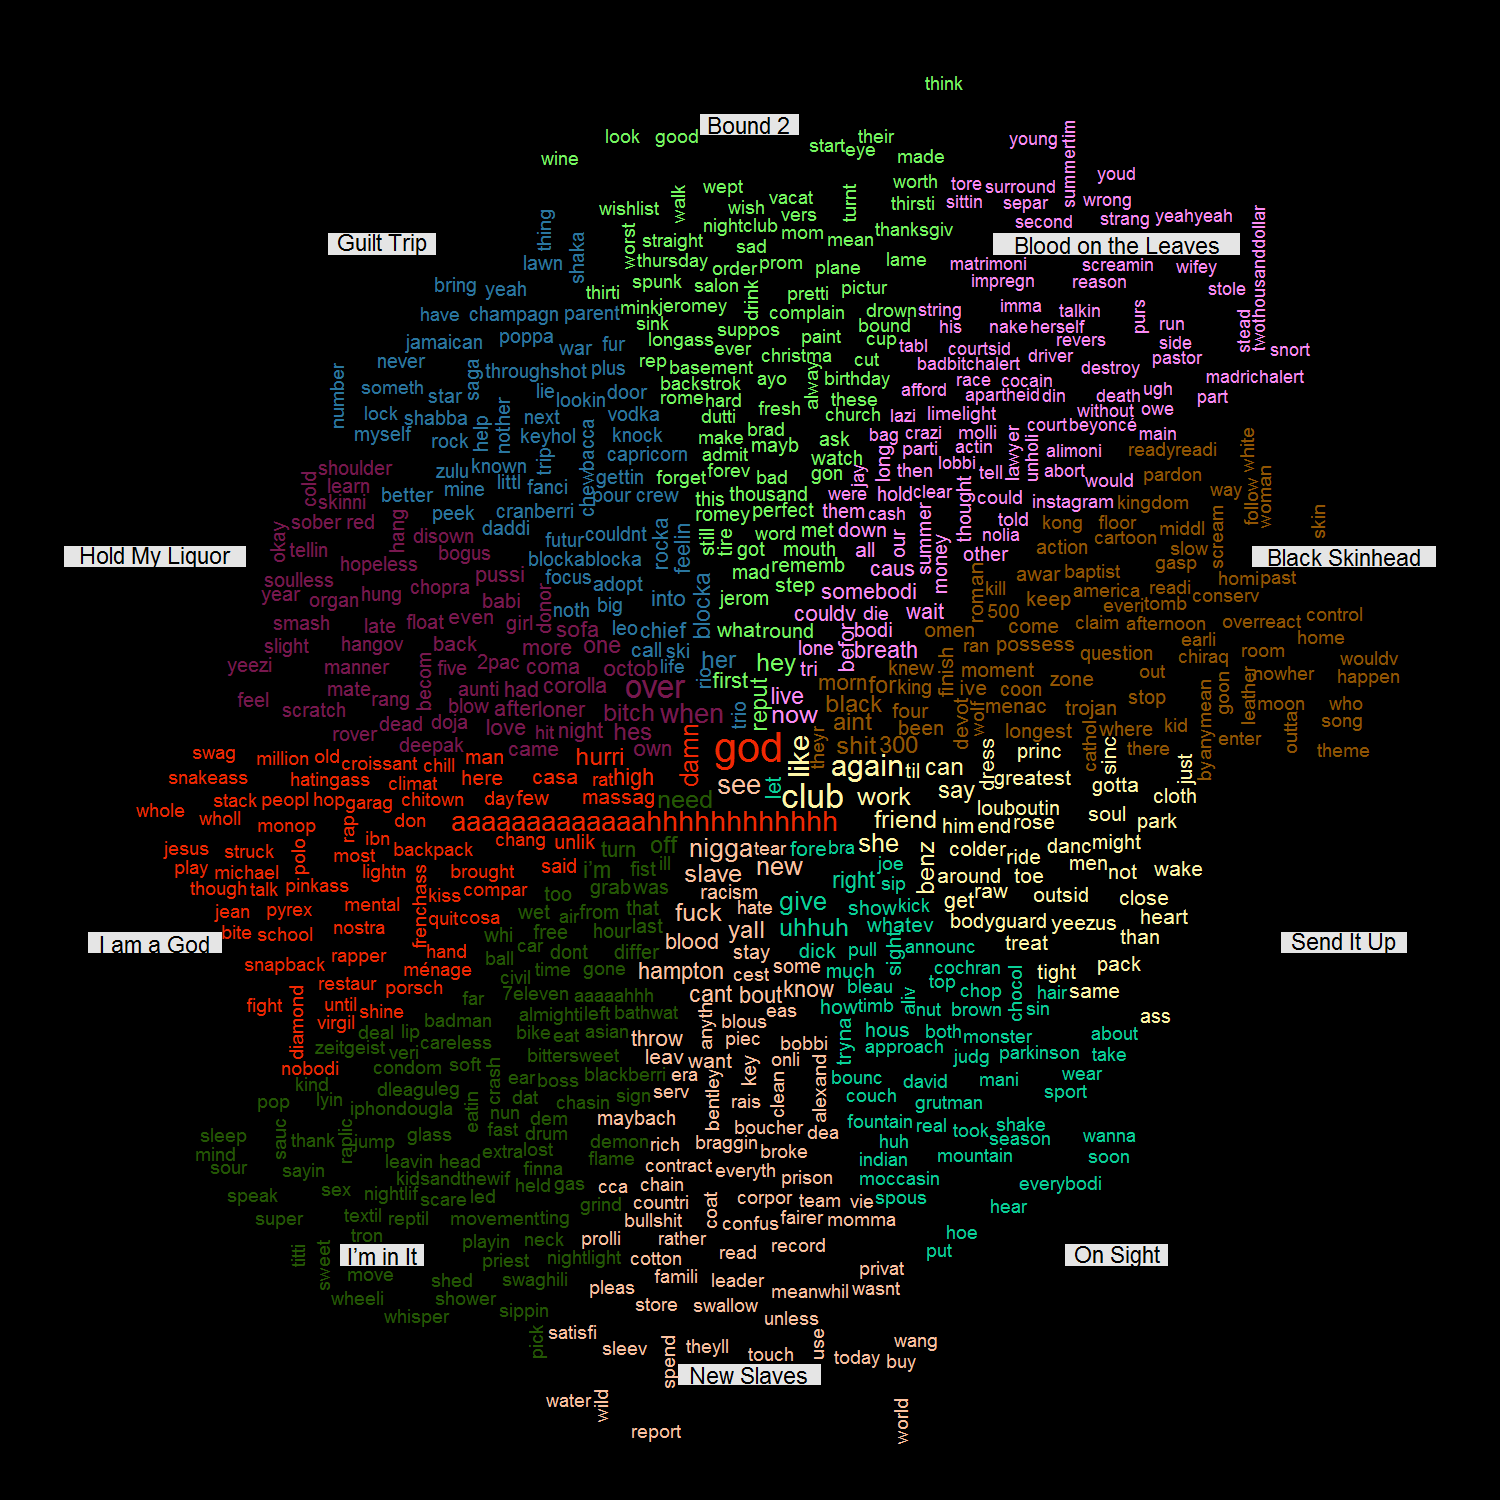 think
Bound 2
look good
start eye their
made
young
summertim
wine
youd
wept
walk
vacat
turnt
worth
thirsti
tore
sittin
surround
separ
wrong
wishlist
wish
vers
nightclub
mom
mean
thanksgiv
second
strang yeahyeah
twothousanddollar
thing
shaka
Guilt Trip
worst
straight
sad
Blood on the Leaves
lawn
thursday
order
prom
plane
lame
matrimoni
screamin
wifey
bring yeah
thirti
spunk
salon
drink
pretti
pictur
impregn
reason
stole
have champagn parent
mink jeromey
complain
drown string
imma
talkin
purs
sink
suppos
paint
bound
his
nake herself
run
stead
jamaican
poppa
war fur
longass
ever
christma
cup
cut
tabl
courtsid
revers
side
snort
never
saga
throughshot plus
rep basement
badbitchalert
driver
pastor
destroy
number
someth
star
lie
lookin
door
backstrok
ayo
alway
birthday
afford
race cocain
madrichalert
rome hard
these
apartheid din
death ugh
part
lock shabba
help
nother
next
vodka
dutti
fresh
church
lazi
limelight
without owe
myself
rock
keyhol
knock
make
brad
mayb
ask
bag
crazi
molli
court beyoncé
main
white
zulu known
trip
chewbacca
capricorn
admit
watch
parti
actin
lawyer
unholi
alimoni
readyreadi
cold
shoulder
learn
skinni
better
mine
littl
fanci
gettin
forget
forev
bad
gon
jay
long
then
lobbi
tell
abort
pardon
follow
woman
peek
cranberri
pour crew
this
thousand
were
hold clear
thought
could
would
instagram
kingdom
way
skin
sober red
hang
daddi
romey perfect
them
cash
told
kong
floor
middl
scream
okay
tellin
disown
bogus
futur
couldnt
rocka
feelin
still
tire
word
met
down
our
summer
nolia
cartoon
slow
Hold My Liquor
hopeless
blockablocka
got
mouth
all
money
other
action
gasp
Black Skinhead
soulless
pussi
focus
adopt
mad
rememb
caus
roman
awar baptist
homi past
year
organ
hung
chopra
babi
donor
noth
big
into
blocka
step
somebodi
kill
america
readi
conserv
jerom
couldv
die
wait
500
keep
everi tomb
smash
late
float even
girl
sofa
leo chief
what round
befor
bodi
omen
come
claim
afternoon
overreact
control
slight
hangov
back
more
one
call
ski
hey
lone
breath
ran
possess
question
earli
home
yeezi
manner
five
2pac
coma
octob
life
her
tri
knew
finish
moment
chiraq
room
wouldv
mate
rang
becom
aunti had
corolla
over
rio
first
reput
live
morn for
king
ive
coon
zone
out
nowher
happen
feel
scratch
blow afterloner
bitch when
trio
now
black
four
devot
wolf
menac
trojan
stop
goon
leather
moon
who
rover
dead doja
love
hit night
hes
aint
been
longest
where
kid
byanymean
enter
outta
song
deepak
came
own
damn
god
like
theyr
shit 300
dress
princ
cathol
sinc
there
theme
swag
million old
croissant chill
man
hurri
see
let
again til can
just
snakeass
hatingass
climat
here
casa
rat high
club
work
say
greatest
gotta
cloth
stack peopl hop garag
chitown
day few
massag
need
louboutin
soul
whole
wholl
monop
rap
don
aaaaaaaaaaaaahhhhhhhhhhhh
friend
him end rose
park
jesus
struck
polo
ibn
most
backpack
chang unlik
turn
off
nigga tear
fore bra
she
benz
colder
danc might
play
michael
lightn
brought
said
i'm
fist
ill
slave
new
joe
ride
men
not
wake
though talk pinkass
frenchass
kiss
compar
too
grab was
racism
right
sip
around
toe
jean
pyrex
mental
quit cosa
wet
air from
that
fuck
hate
give
show kick
get
raw
outsid
close
bite school
nostra
whi
free
hour last
blood
yall
uhhuh
whatev
bodyguard yeezus
heart
I am a God
hand
car
dont
differ
stay
dick
pull
sight
announc
treat
than
Send It Up
snapback
rapper
ménage
ball
civil
time
gone
hampton
cest
some
much
cochran
tight
pack
restaur
porsch
7eleven
aaaaahhh
cant bout
know
bleau
aliv
top
chop
chocol
hair same
fight
diamond
until
shine
far
badman
almighti left bathwat
anyth
blous
eas
how timb
nut brown
sin
ass
virgil
deal lip
careless
bike eat
asian
throw
piec
bobbi
tryna
hous
both monster
about
zeitgeist
veri
bittersweet
leav
want
key
onli
approach
judg
parkinson
take
nobodi
condom
soft
crash
ear boss
blackberri
era
bentley
clean
alexand
bounc
david
mani
wear
kind
dleaguleg
eatin
dat
chasin
sign
serv
rais
couch
grutman
sport
pop
lyin
iphondougla
nun
dem
maybach
boucher
dea
fountain
real took
shake
season
wanna
sleep
sauc
thank
raplic
jump
glass
fast
drum
demon
rich
braggin
broke
huh
mind
leavin head
extra lost
flame
contract
everyth
indian
mountain
soon
sour
sayin
kidsandthewif
finna
held gas
cca
chain
prison
moccasin
everybodi
speak
sex
nightlif
scare led
grind
countri
coat
corpor
team
vie
spous
hear
super
textil
reptil
movement ting
bullshit
confus
fairer
momma
hoe
titti
sweet
tron
playin
neck
prolli
rather
read
record
put
I'm in It
priest
nightlight
cotton
On Sight
move
shed
swaghili
famili
leader
privat
wheeli
shower
pleas
meanwhil
wasnt
whisper
sippin
store
swallow
unless
pick
satisfi
use
wang
sleev
spend
theyll
touch
today buy
New Slaves
water
wild
world
report